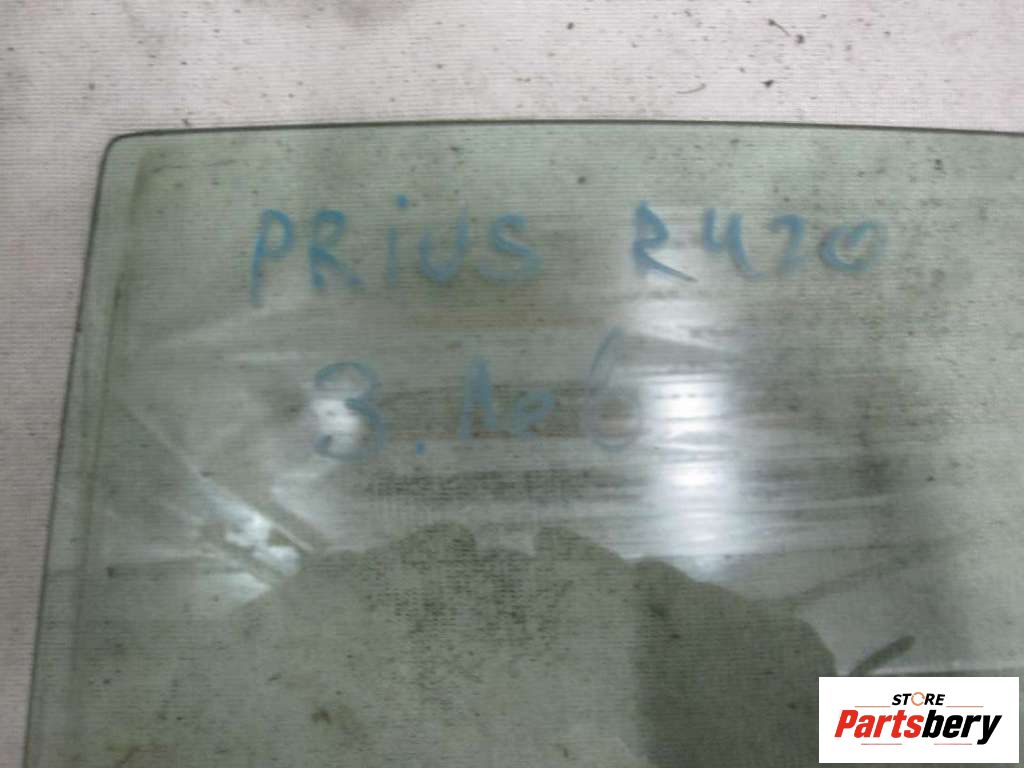 PRiUS R420
З. Лев
STORE
Partsbery